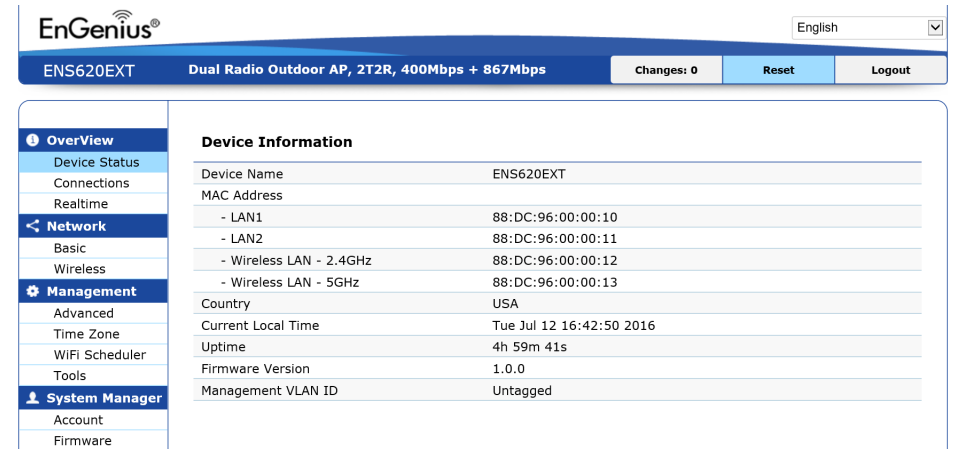 EnGenius®
English
ENS620EXT Dual Radio Outdoor AP, 2T2R, 400Mbps + 867Mbps Changes: 0 Reset Logout
OverView
Device Status
Connections
Realtime
Network
Basic
Wireless
Management
Advanced
Time Zone
WiFi Scheduler
Tools
System Manager
Account
Firmware
Device Information
Device Name ENS620EXT
MAC Address
- LAN1 88:DC:96:00:00:10
- LAN2 88:DC:96:00:00:11
- Wireless LAN - 2.4GHz 88:DC:96:00:00:12
- Wireless LAN - 5GHz 88:DC:96:00:00:13
Country USA
Current Local Time Tue Jul 12 16:42:50 2016
Uptime 4h 59m 41s
Firmware Version 1.0.0
Management VLAN ID Untagged